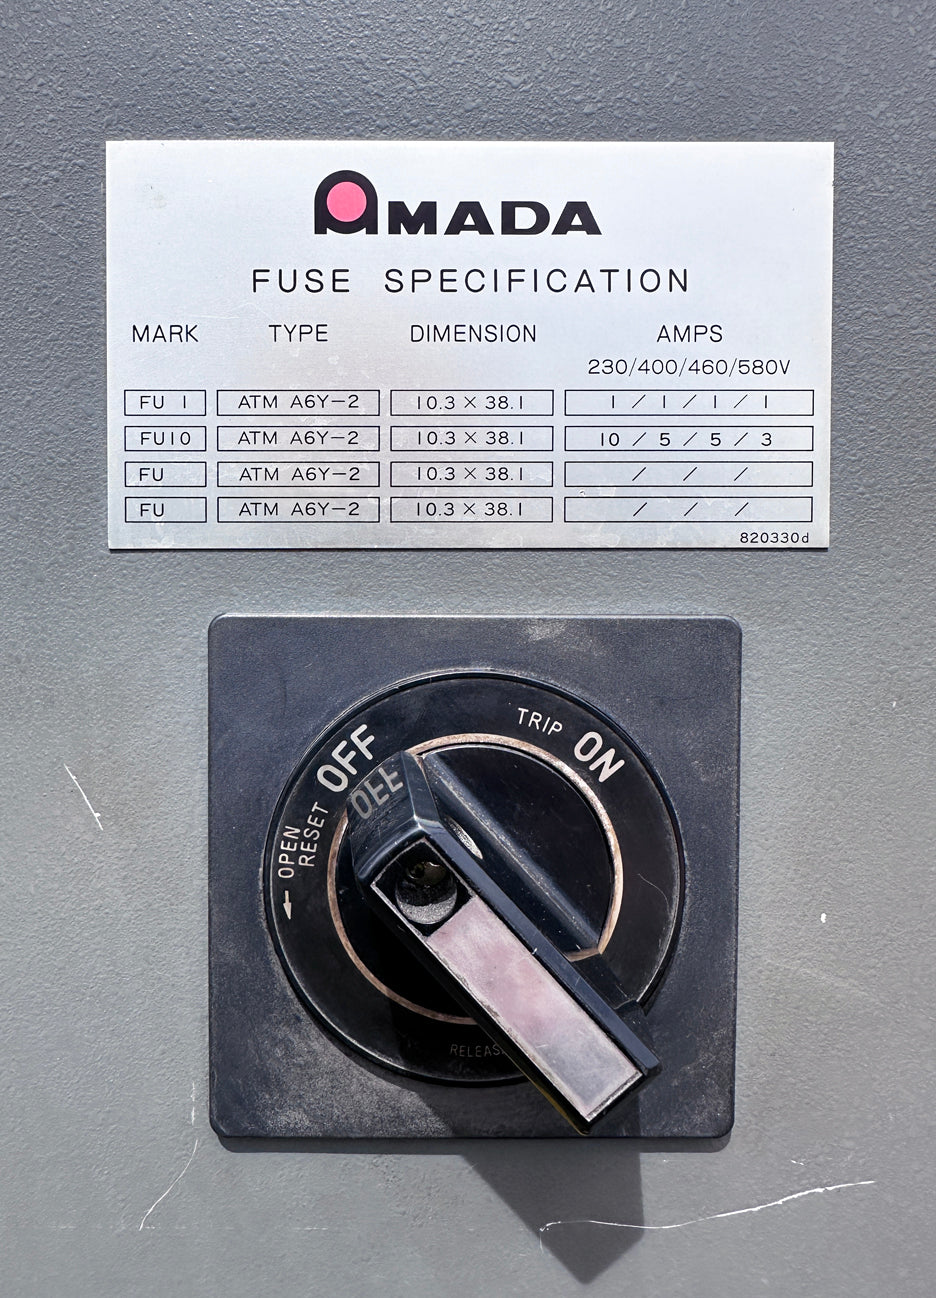 AMADA
FUSE SPECIFICATION
MARK TYPE DIMENSION AMPS
230/400/460/580V
FU 1 ATM A6Y-2 10.3 × 38.1 1 / 1 / 1 / 1
FU10 ATM A6Y-2 10.3 × 38.1 10 / 5 / 5 / 3
FU ATM A6Y-2 10.3 × 38.1 / / /
FU ATM A6Y-2 10.3 × 38.1 / / /
820330d
TRIP
ON
OFF
OFF
OPEN
RESET